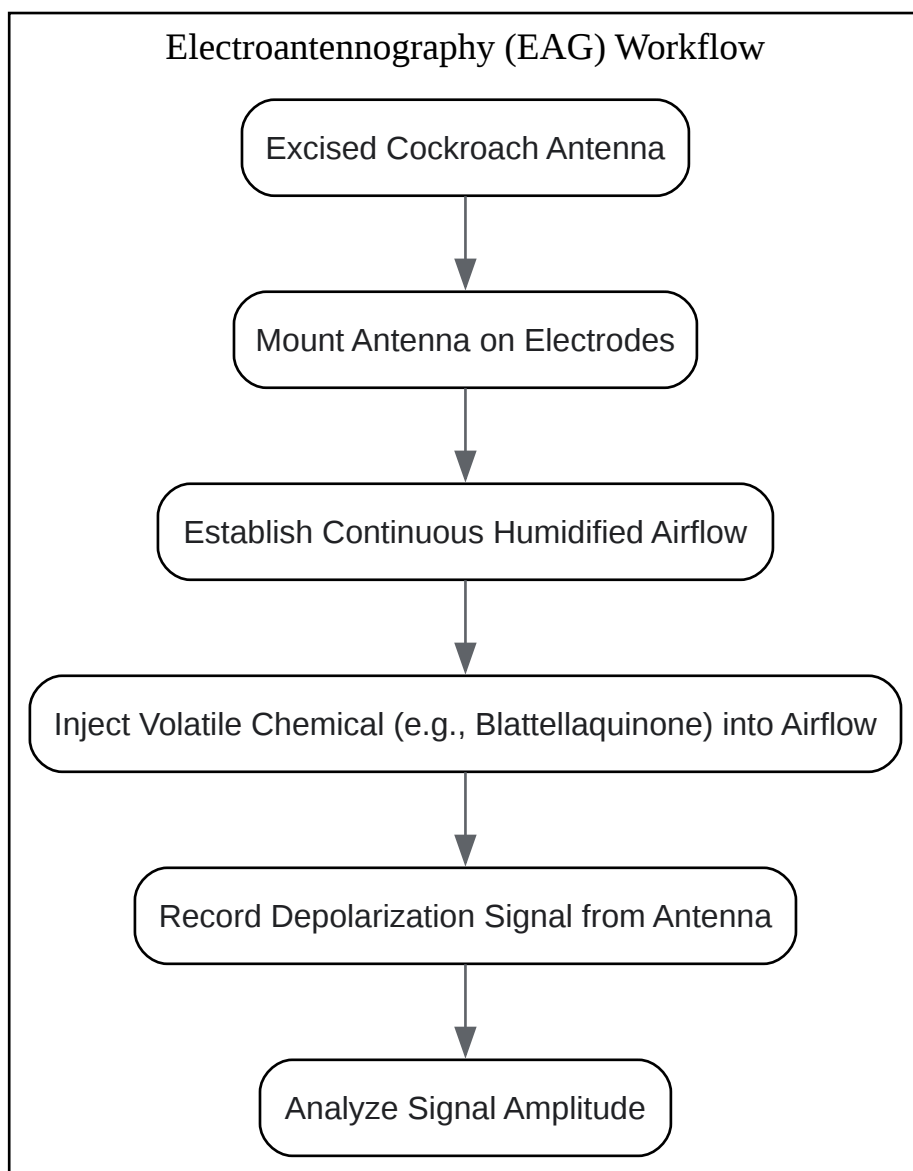 Electroantennography (EAG) Workflow
Excised Cockroach Antenna
Mount Antenna on Electrodes
Establish Continuous Humidified Airflow
Inject Volatile Chemical (e.g., Blattellaquinone) into Airflow
Record Depolarization Signal from Antenna
Analyze Signal Amplitude